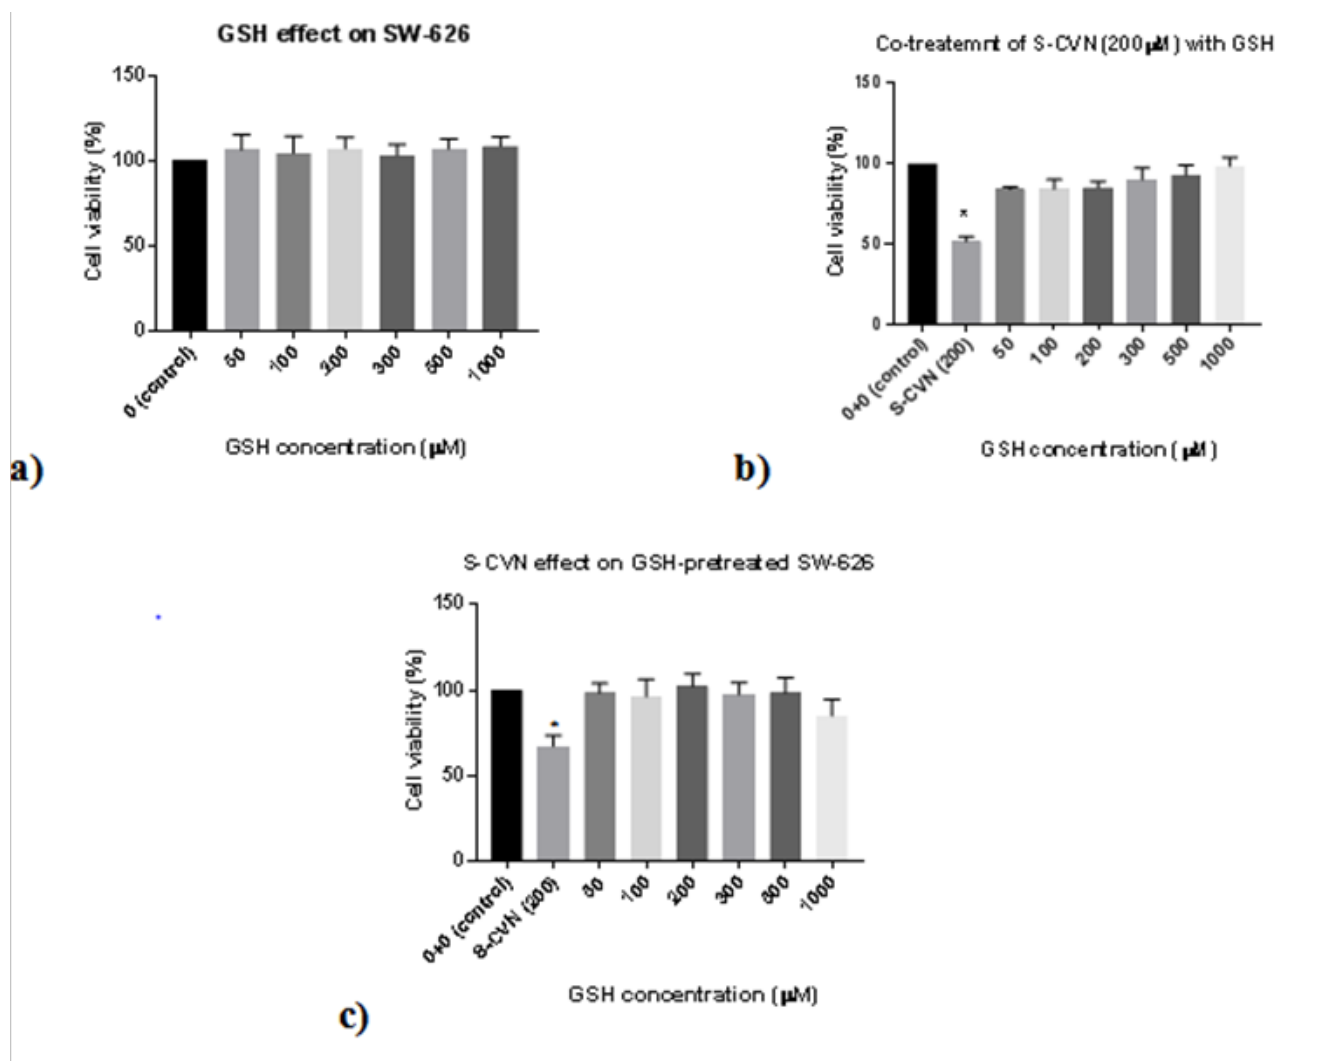 GSH effect on SW-626
150
100
50
0
Cell viability (%)
0 (control)
50
100
200
300
500
1000
GSH concentration (µM)
a)
Co-treatemnt of S-CVN (200µM) with GSH
150
100
50
0
Cell viability (%)
*
0+0 (control)
S-CVN (200)
50
100
200
300
500
1000
GSH concentration (µM)
b)
S-CVN effect on GSH-pretreated SW-626
150
100
50
0
Cell viability (%)
*
0+0 (control)
S-CVN (200)
50
100
200
300
500
1000
GSH concentration (µM)
c)